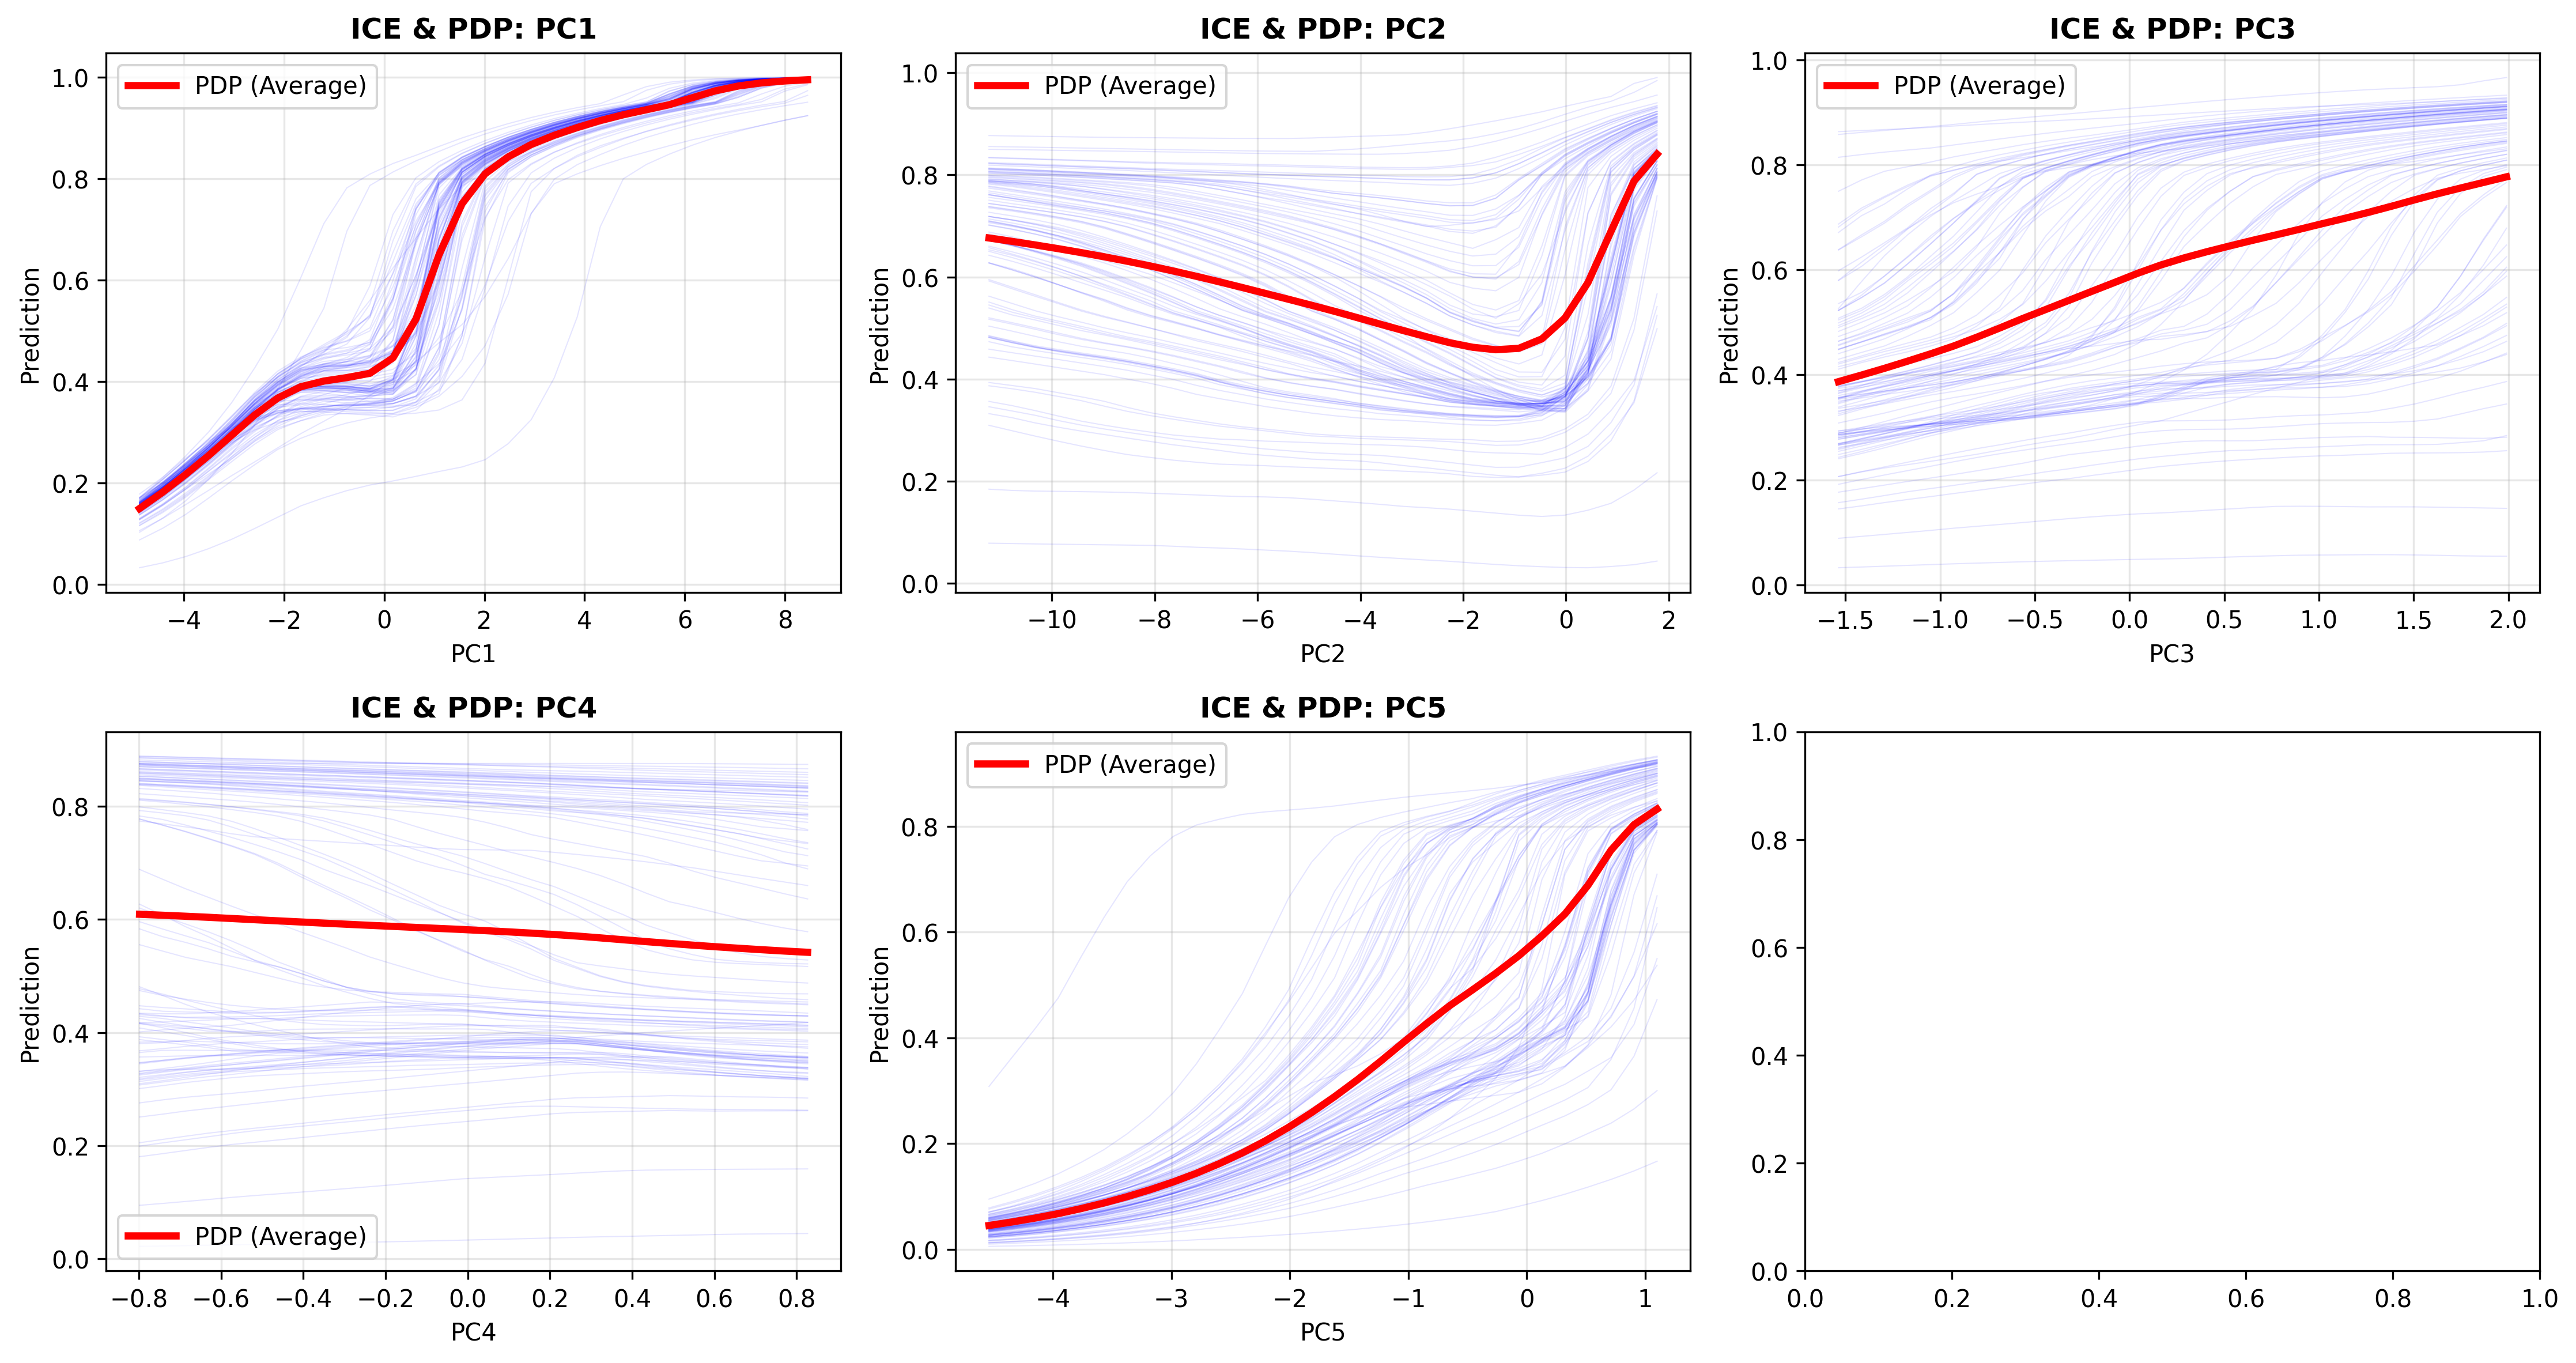 ICE & PDP: PC1
PDP (Average)
1.0
0.8
0.6
0.4
0.2
0.0
Prediction
−4 −2 0 2 4 6 8
PC1
ICE & PDP: PC2
PDP (Average)
1.0
0.8
0.6
0.4
0.2
0.0
Prediction
−10 −8 −6 −4 −2 0 2
PC2
ICE & PDP: PC3
PDP (Average)
1.0
0.8
0.6
0.4
0.2
0.0
Prediction
−1.5 −1.0 −0.5 0.0 0.5 1.0 1.5 2.0
PC3
ICE & PDP: PC4
0.8
0.6
0.4
0.2
0.0
Prediction
PDP (Average)
−0.8 −0.6 −0.4 −0.2 0.0 0.2 0.4 0.6 0.8
PC4
ICE & PDP: PC5
PDP (Average)
0.8
0.6
0.4
0.2
0.0
Prediction
−4 −3 −2 −1 0 1
PC5
1.0
0.8
0.6
0.4
0.2
0.0
0.0 0.2 0.4 0.6 0.8 1.0